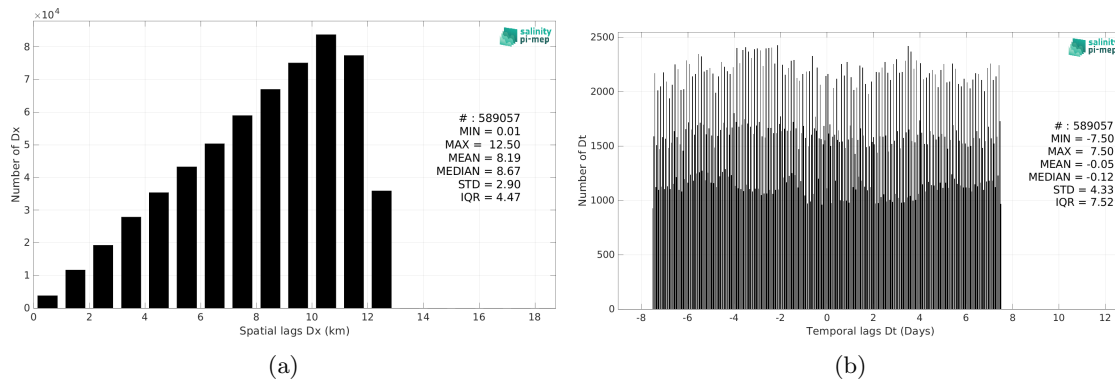 ×10⁴
9
8
7
6
5
4
3
2
1
0
Number of Dx
0 2 4 6 8 10 12 14 16 18
Spatial lags Dx (km)
salinity
pi-mep
# : 589057
MIN = 0.01
MAX = 12.50
MEAN = 8.19
MEDIAN = 8.67
STD = 2.90
IQR = 4.47
(a)
2500
2000
1500
1000
500
0
Number of Dt
-8 -6 -4 -2 0 2 4 6 8 10 12
Temporal lags Dt (Days)
salinity
pi-mep
# : 589057
MIN = -7.50
MAX = 7.50
MEAN = -0.05
MEDIAN = -0.12
STD = 4.33
IQR = 7.52
(b)